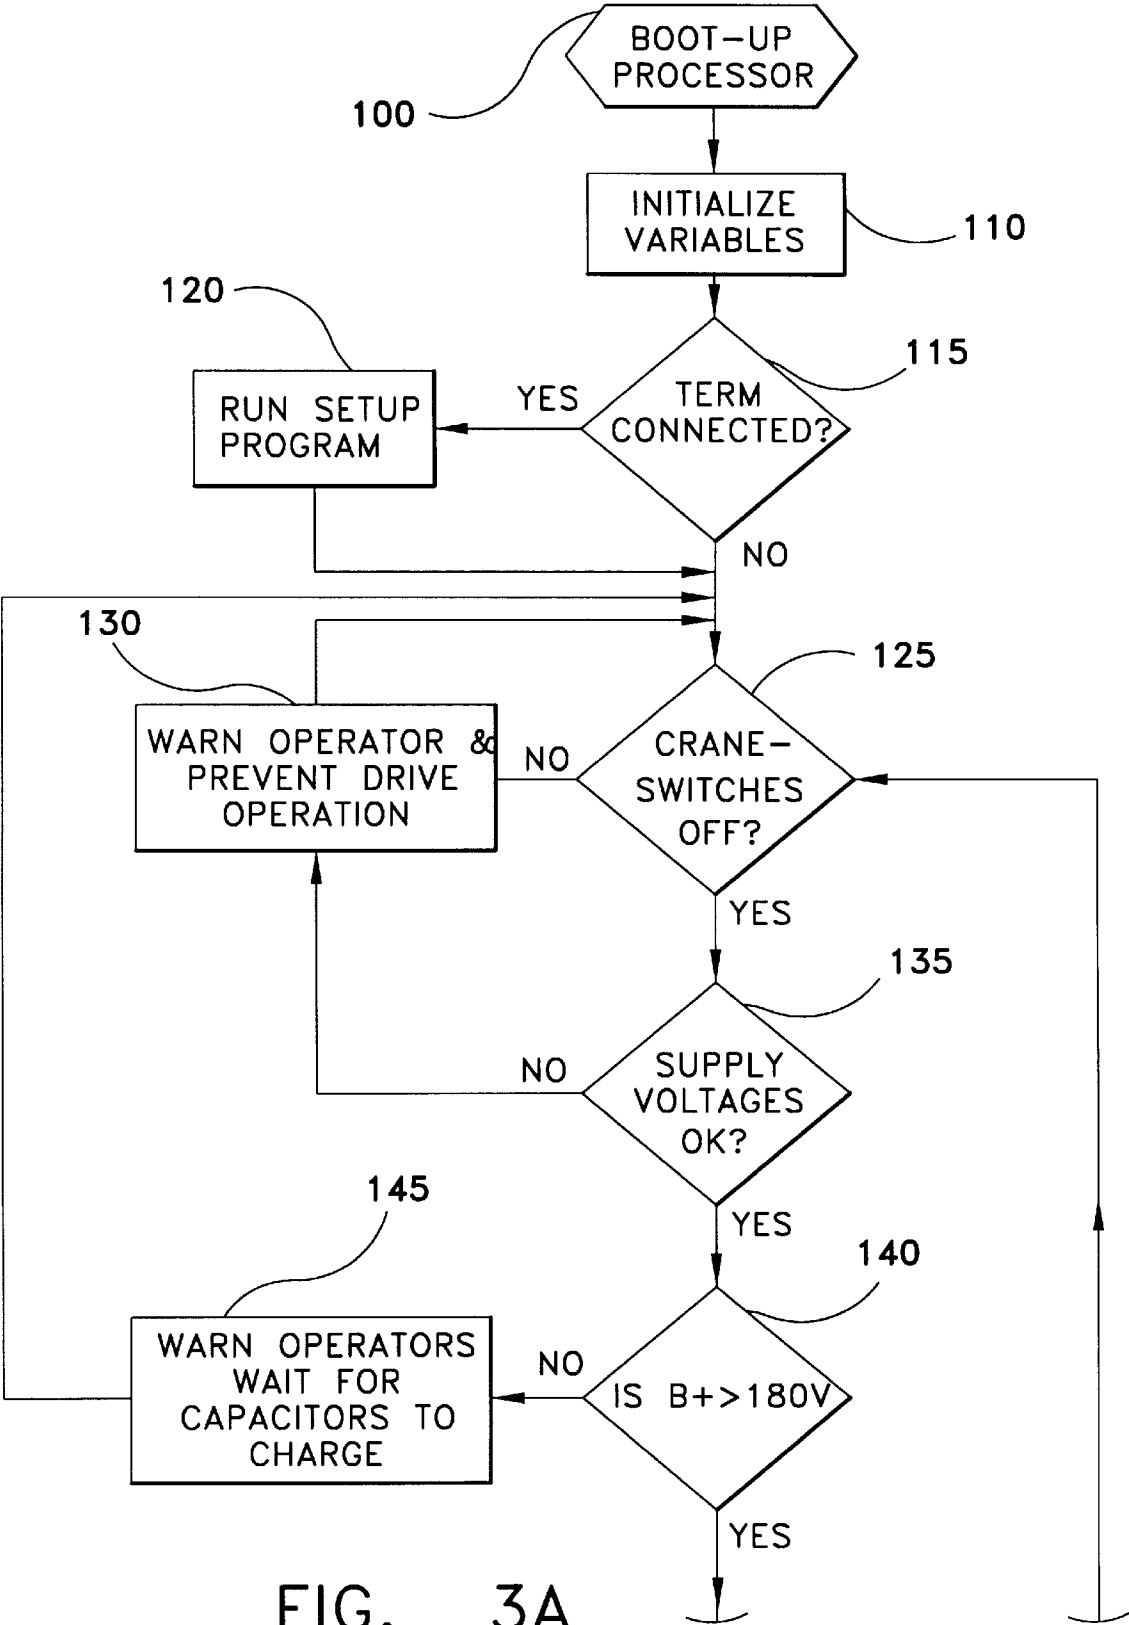 BOOT-UP
PROCESSOR
100
INITIALIZE
VARIABLES
110
120
115
RUN SETUP
PROGRAM
YES
TERM
CONNECTED?
NO
130
125
WARN OPERATOR &
PREVENT DRIVE
OPERATION
NO
CRANE-
SWITCHES
OFF?
YES
135
NO
SUPPLY
VOLTAGES
OK?
145
YES
140
WARN OPERATORS
WAIT FOR
CAPACITORS TO
CHARGE
NO
IS B+>180V
YES
FIG. 3A